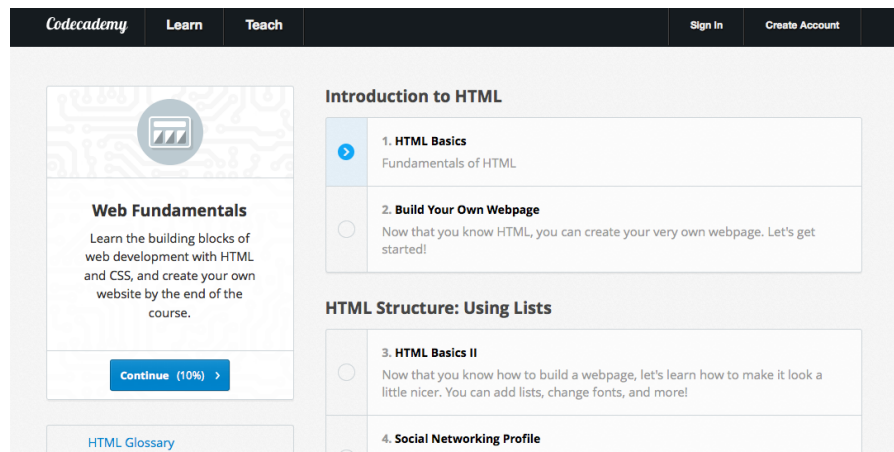 Codecademy
Learn
Teach
Sign In
Create Account
Web Fundamentals
Learn the building blocks of
web development with HTML
and CSS, and create your own
website by the end of the
course.
Continue (10%)
HTML Glossary
Introduction to HTML
1. HTML Basics
Fundamentals of HTML
2. Build Your Own Webpage
Now that you know HTML, you can create your very own webpage. Let's get
started!
HTML Structure: Using Lists
3. HTML Basics II
Now that you know how to build a webpage, let's learn how to make it look a
little nicer. You can add lists, change fonts, and more!
4. Social Networking Profile